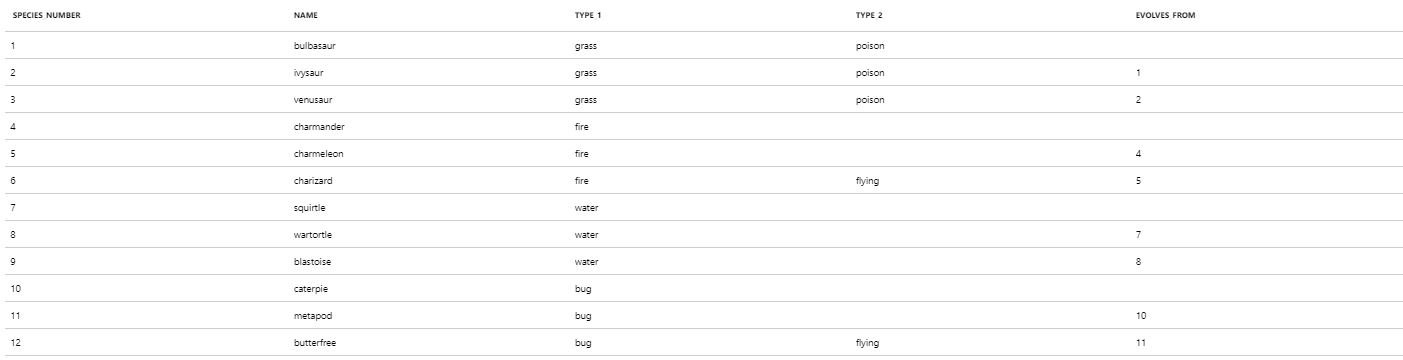 SPECIES NUMBER NAME TYPE 1 TYPE 2 EVOLVES FROM
1 bulbasaur grass poison
2 ivysaur grass poison 1
3 venusaur grass poison 2
4 charmander fire
5 charmeleon fire 4
6 charizard fire flying 5
7 squirtle water
8 wartortle water 7
9 blastoise water 8
10 caterpie bug
11 metapod bug 10
12 butterfree bug flying 11